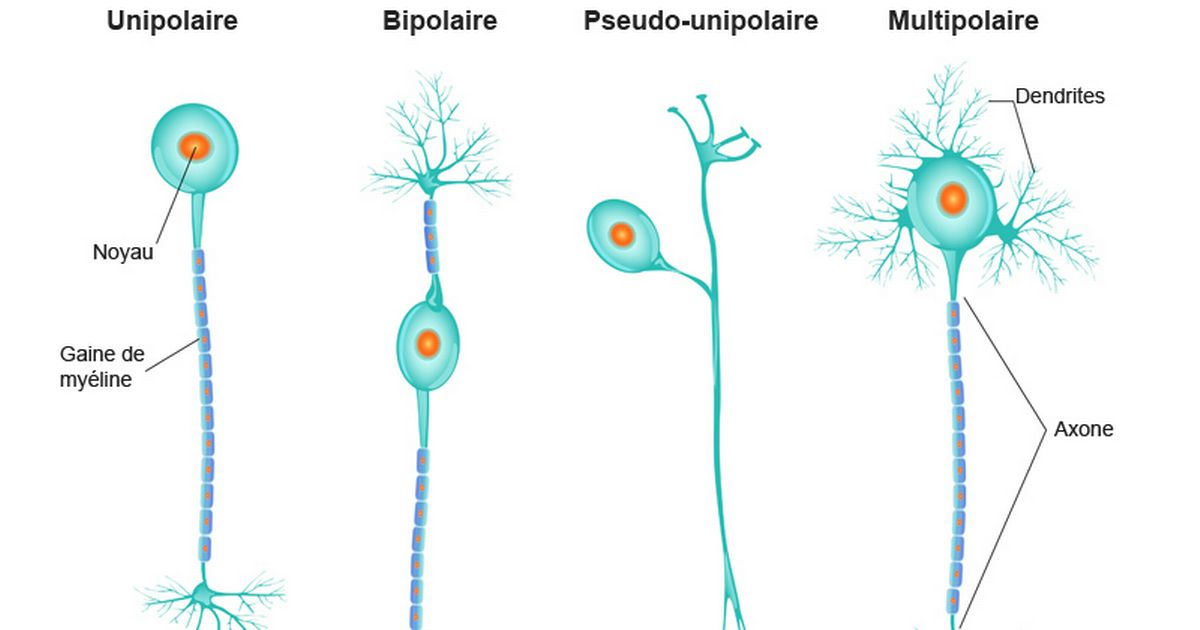 Unipolaire
Bipolaire
Pseudo-unipolaire
Multipolaire
Dendrites
Noyau
Gaine de
myéline
Axone